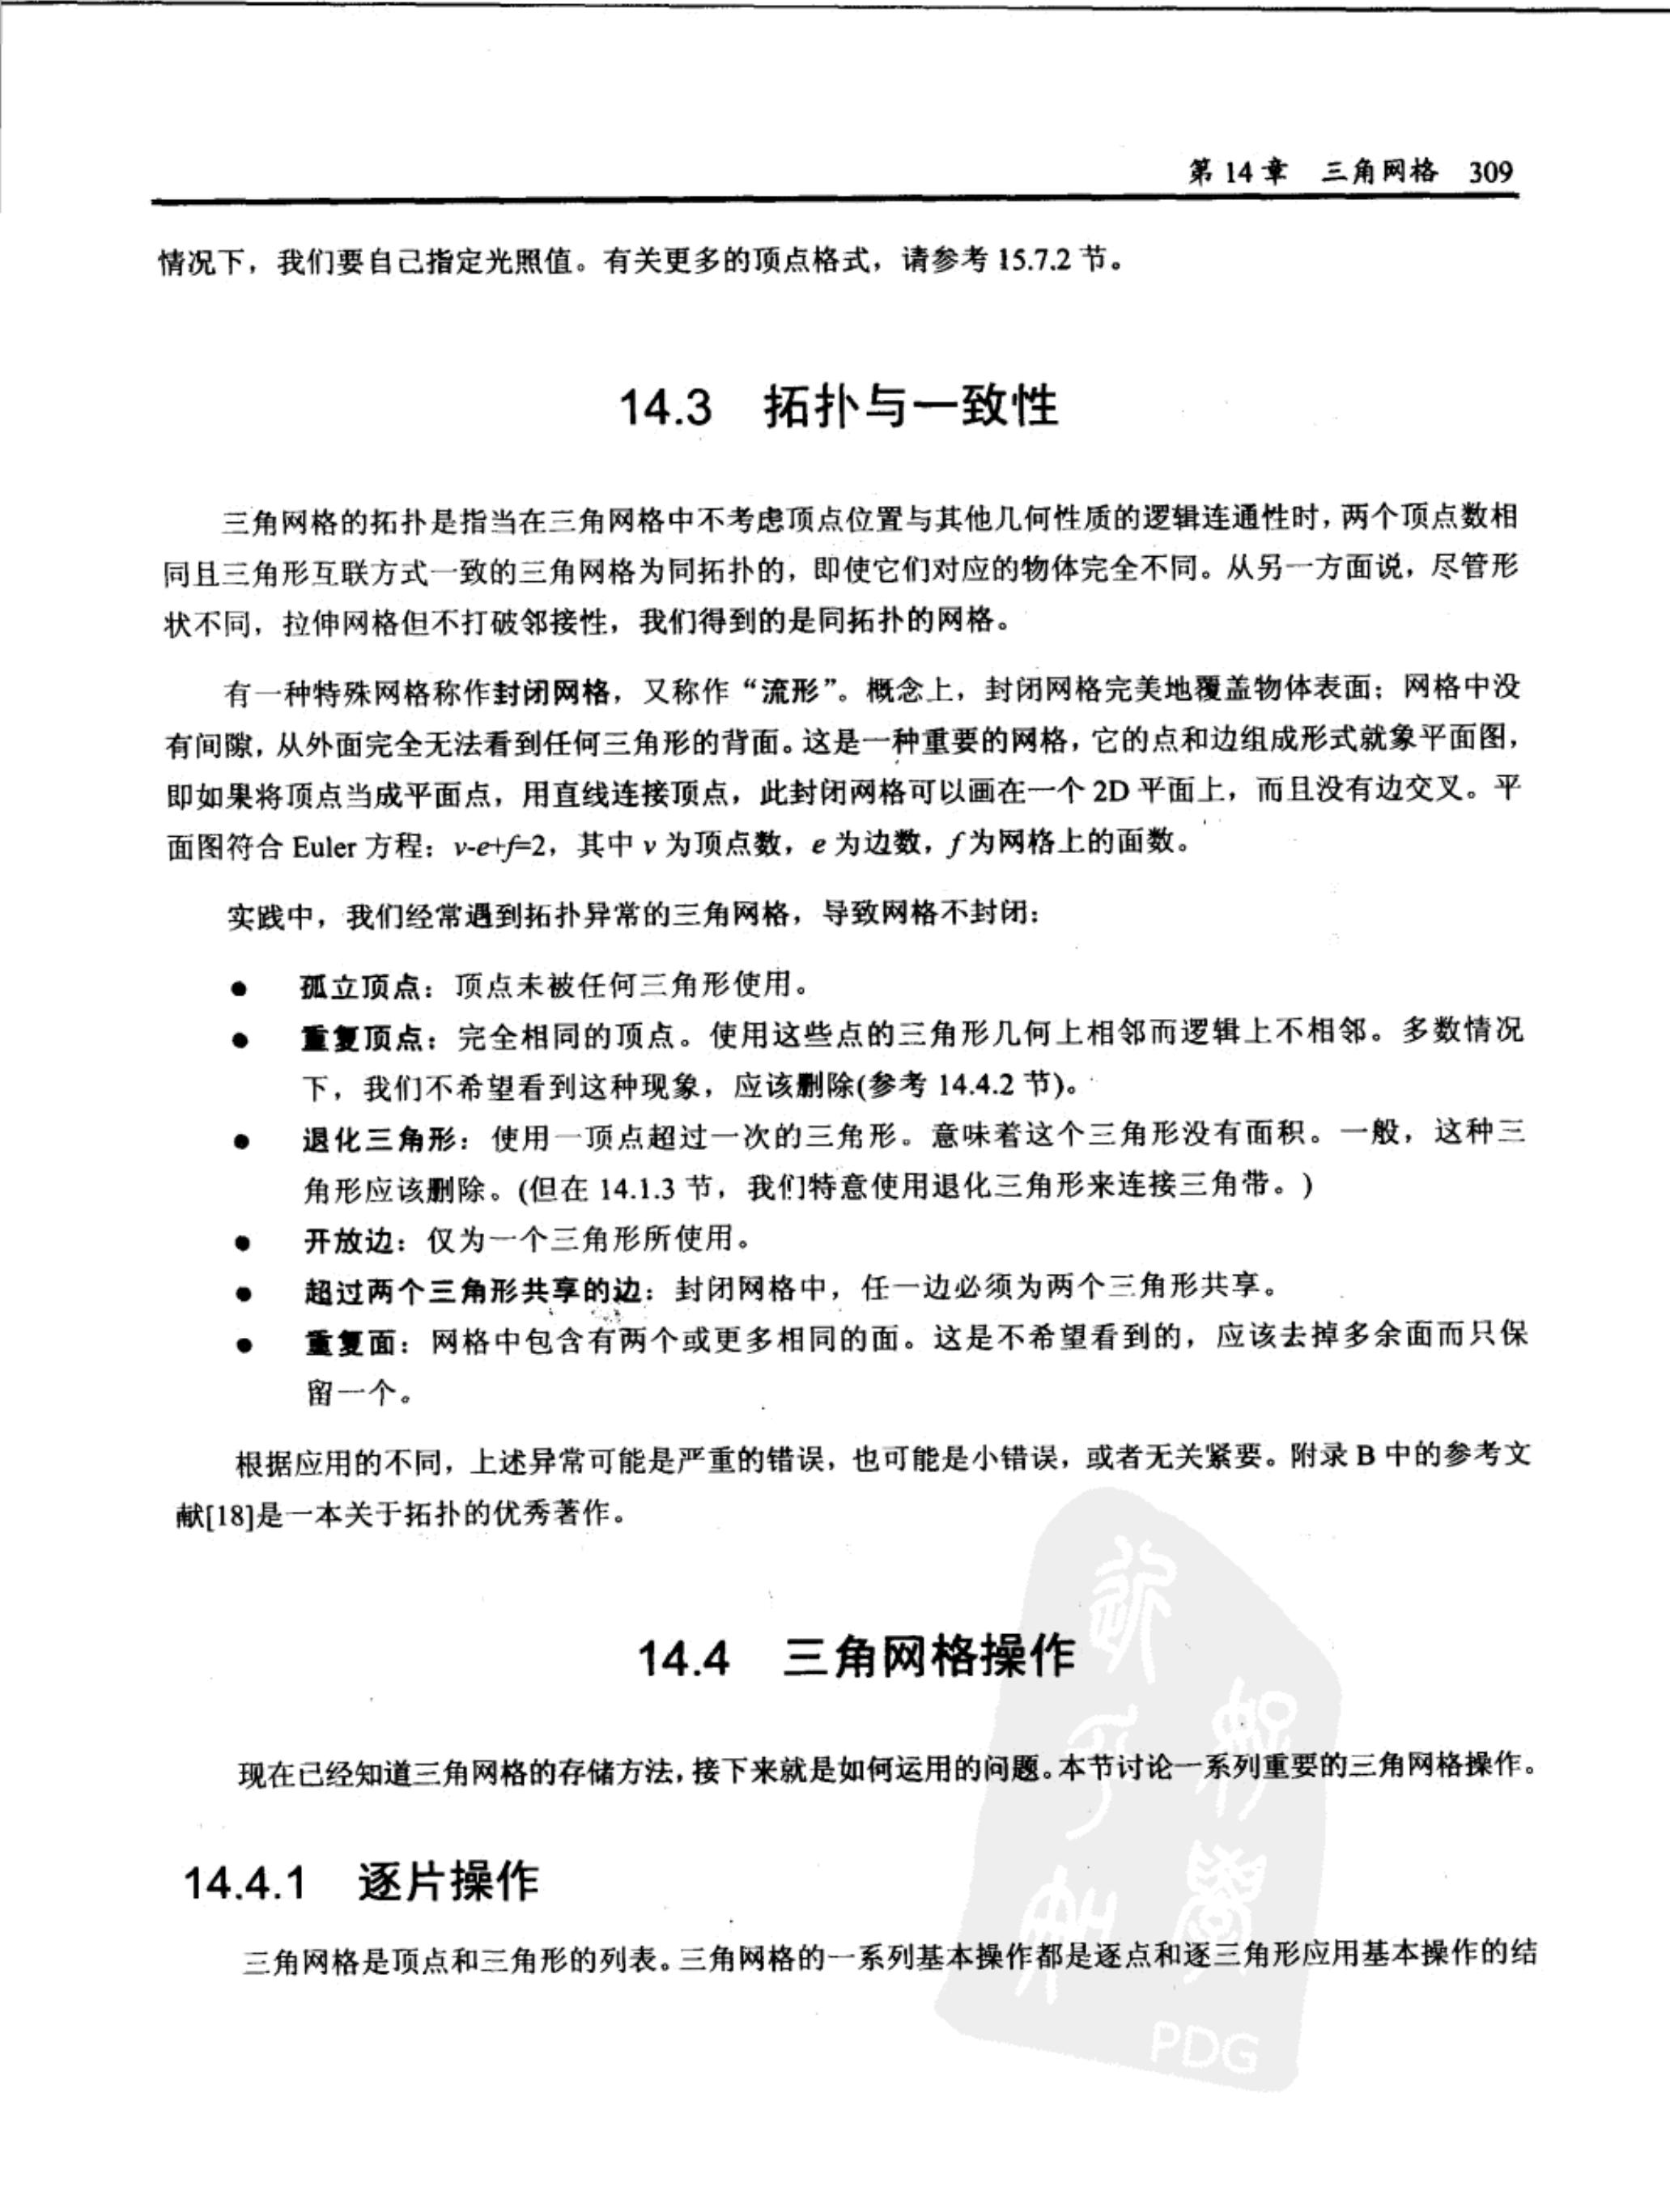 第 14 章 三角网格 309
情况下，我们要自己指定光照值。有关更多的顶点格式，请参考 15.7.2 节。
14.3 拓扑与一致性
三角网格的拓扑是指当在三角网格中不考虑顶点位置与其他几何性质的逻辑连通性时，两个顶点数相
同且三角形互联方式一致的三角网格为同拓扑的，即使它们对应的物体完全不同。从另一方面说，尽管形
状不同，拉伸网格但不打破邻接性，我们得到的是同拓扑的网格。
有一种特殊网格称作封闭网格，又称作“流形”。概念上，封闭网格完美地覆盖物体表面；网格中没
有间隙，从外面完全无法看到任何三角形的背面。这是一种重要的网格，它的点和边组成形式就象平面图，
即如果将顶点当成平面点，用直线连接顶点，此封闭网格可以画在一个 2D 平面上，而且没有边交叉。平
面图符合 Euler 方程：v-e+f=2，其中 v 为顶点数，e 为边数，f 为网格上的面数。
实践中，我们经常遇到拓扑异常的三角网格，导致网格不封闭：
● 孤立顶点：顶点未被任何三角形使用。
● 重复顶点：完全相同的顶点。使用这些点的三角形几何上相邻而逻辑上不相邻。多数情况
下，我们不希望看到这种现象，应该删除(参考 14.4.2 节)。
● 退化三角形：使用一顶点超过一次的三角形。意味着这个三角形没有面积。一般，这种三
角形应该删除。(但在 14.1.3 节，我们特意使用退化三角形来连接三角带。)
● 开放边：仅为一个三角形所使用。
● 超过两个三角形共享的边：封闭网格中，任一边必须为两个三角形共享。
● 重复面：网格中包含有两个或更多相同的面。这是不希望看到的，应该去掉多余面而只保
留一个。
根据应用的不同，上述异常可能是严重的错误，也可能是小错误，或者无关紧要。附录 B 中的参考文
献[18]是一本关于拓扑的优秀著作。
14.4 三角网格操作
现在已经知道三角网格的存储方法，接下来就是如何运用的问题。本节讨论一系列重要的三角网格操作。
14.4.1 逐片操作
三角网格是顶点和三角形的列表。三角网格的一系列基本操作都是逐点和逐三角形应用基本操作的结
PDG